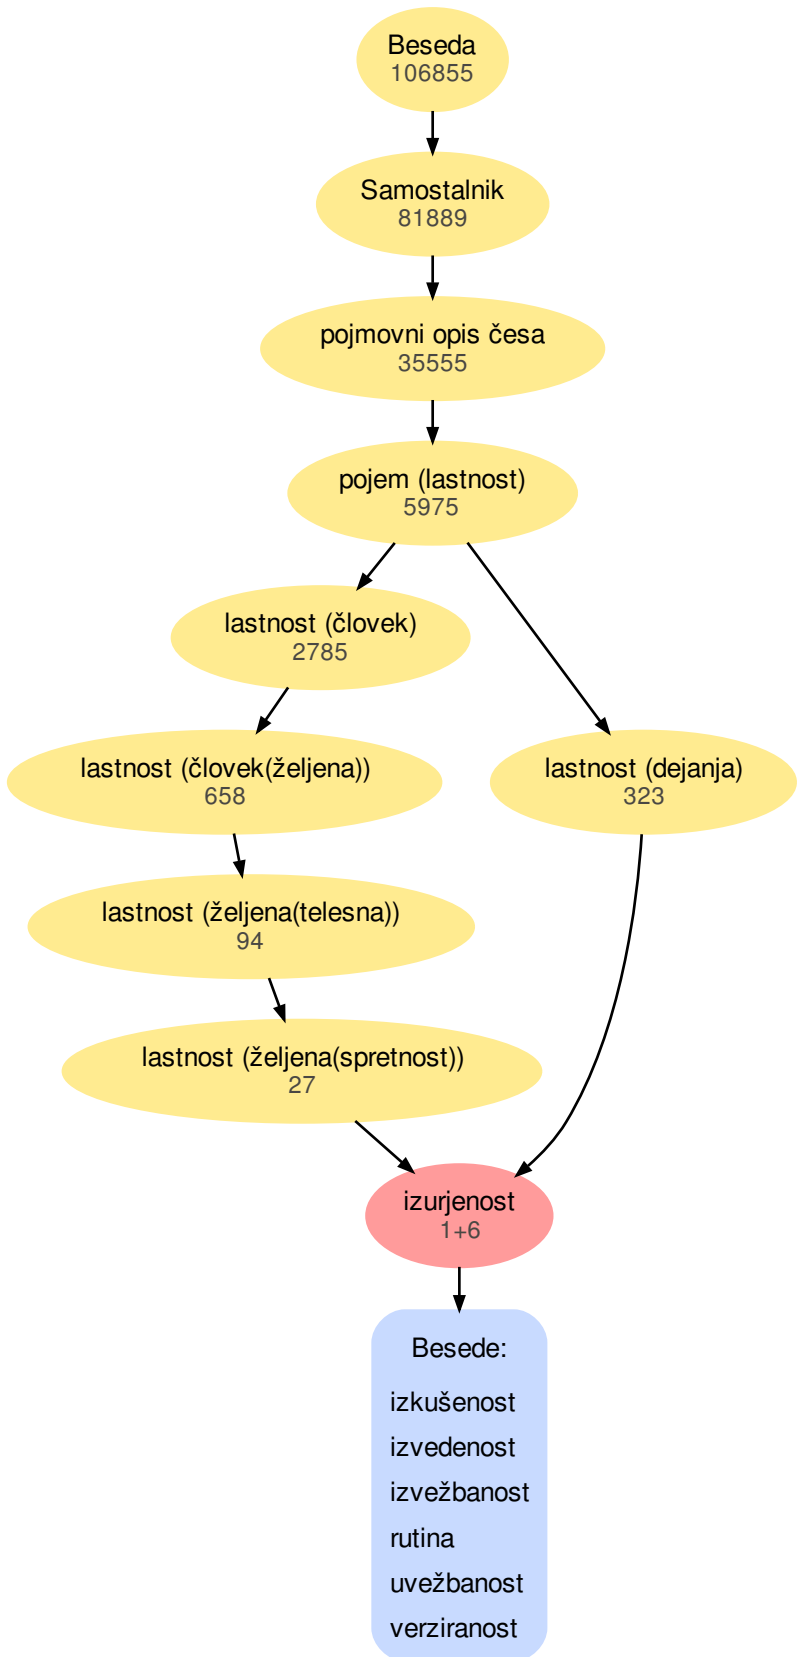 Beseda
106855
Samostalnik
81889
pojmovni opis česa
35555
pojem (lastnost)
5975
lastnost (človek)
2785
lastnost (človek(željena))
658
lastnost (dejanja)
323
lastnost (željena(telesna))
94
lastnost (željena(spretnost))
27
izurjenost
1+6
Besede:
izkušenost
izvedenost
izvežbanost
rutina
uvežbanost
verziranost